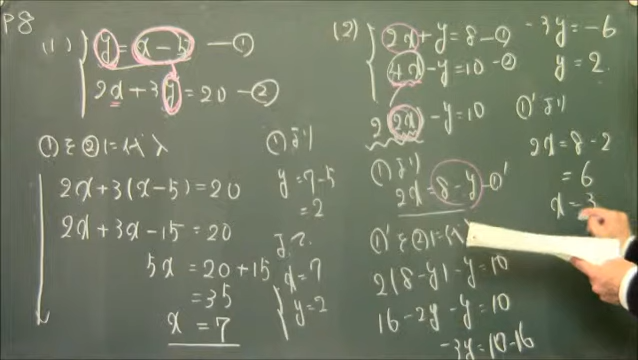 P8
(1)
y = x - 5 — ①
2x + 3y = 20 — ②
①を②に代入
2x + 3(x - 5) = 20
2x + 3x - 15 = 20
5x = 20 + 15
= 35
x = 7
①より
y = 7 - 5
= 2
よって
x = 7
y = 2
(2)
2x + y = 8 — ①
4x - y = 10 — ②
2 2x - y = 10
①より
2x = 8 - y — ①'
①'を②に代入
2(8 - y) - y = 10
16 - 2y - y = 10
-3y = 10 - 16
-3y = -6
y = 2
①'より
2x = 8 - 2
= 6
x = 3